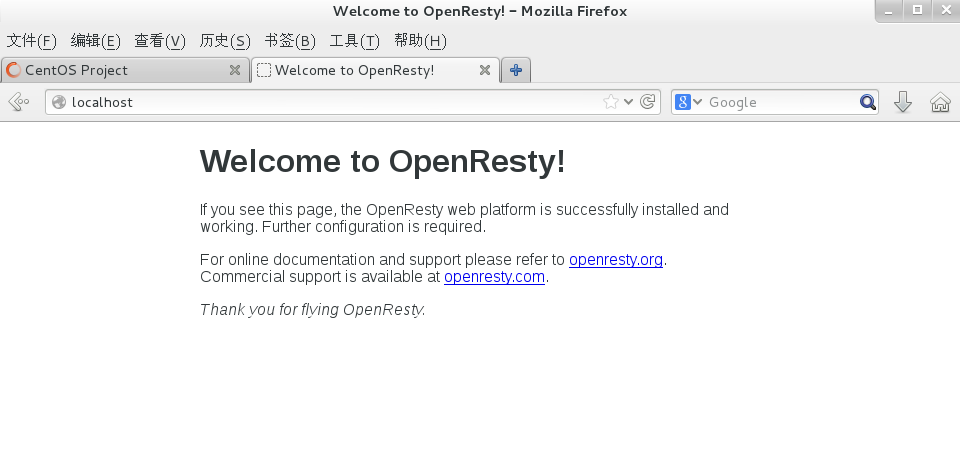 Welcome to OpenResty! – Mozilla Firefox
文件(F) 编辑(E) 查看(V) 历史(S) 书签(B) 工具(T) 帮助(H)
CentOS Project
Welcome to OpenResty!
localhost
8 Google
Welcome to OpenResty!
If you see this page, the OpenResty web platform is successfully installed and
working. Further configuration is required.
For online documentation and support please refer to openresty.org.
Commercial support is available at openresty.com.
Thank you for flying OpenResty.